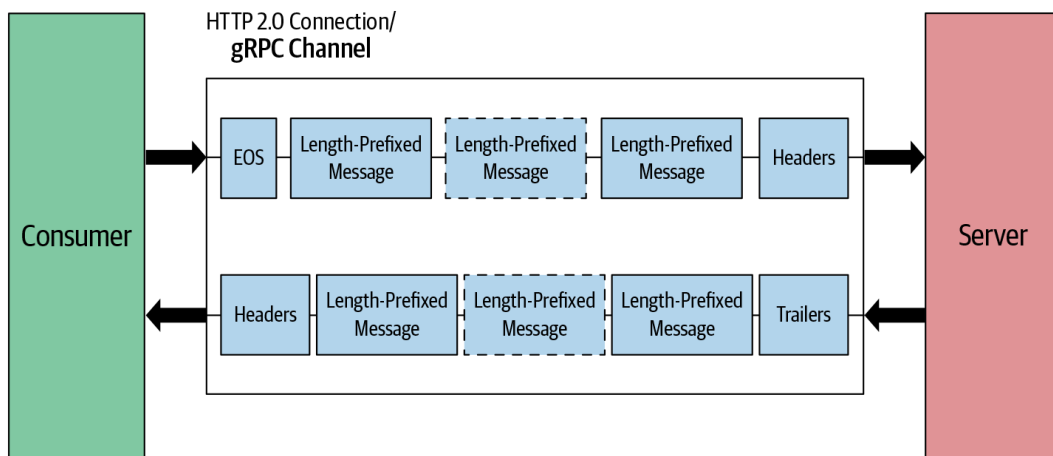 HTTP 2.0 Connection/
gRPC Channel
Consumer
EOS
Length-Prefixed
Message
Length-Prefixed
Message
Length-Prefixed
Message
Headers
Headers
Length-Prefixed
Message
Length-Prefixed
Message
Length-Prefixed
Message
Trailers
Server